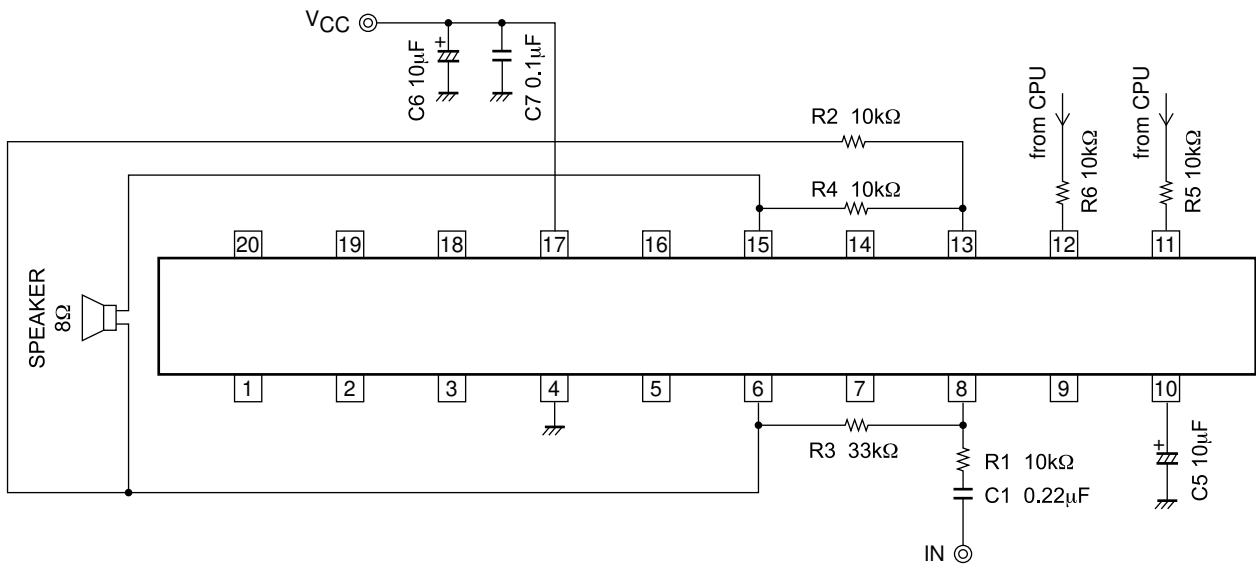 VCC
C6 10μF
+
C7 0.1μF
R2 10kΩ
R4 10kΩ
from CPU
R6 10kΩ
from CPU
R5 10kΩ
20 19 18 17 16 15 14 13 12 11
SPEAKER
8Ω
1 2 3 4 5 6 7 8 9 10
R3 33kΩ
R1 10kΩ
C1 0.22μF
+
C5 10μF
IN